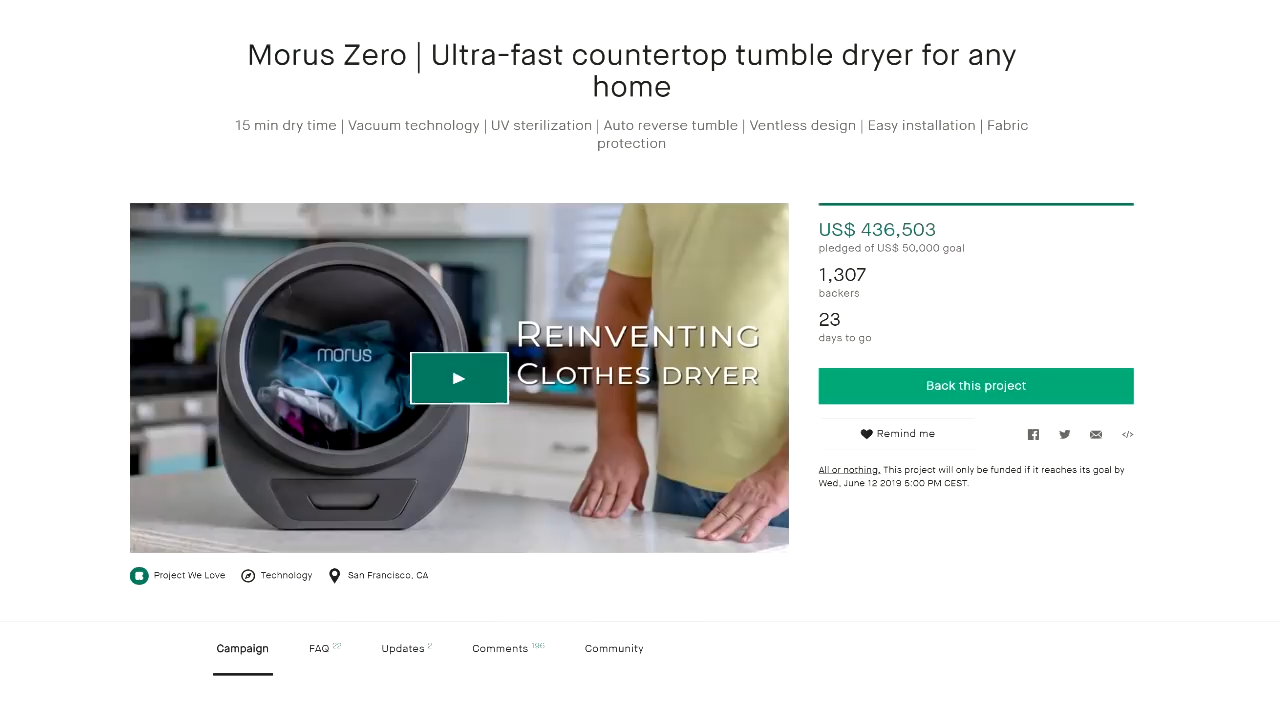 Morus Zero | Ultra-fast countertop tumble dryer for any
home
15 min dry time | Vacuum technology | UV sterilization | Auto reverse tumble | Ventless design | Easy installation | Fabric
protection
morus
REINVENTING
CLOTHES DRYER
US$ 436,503
pledged of US$ 50,000 goal
1,307
backers
23
days to go
Back this project
Remind me
</>
All or nothing. This project will only be funded if it reaches its goal by
Wed, June 12 2019 5:00 PM CEST.
Project We Love
Technology
San Francisco, CA
Campaign
FAQ 22
Updates 2
Comments 196
Community